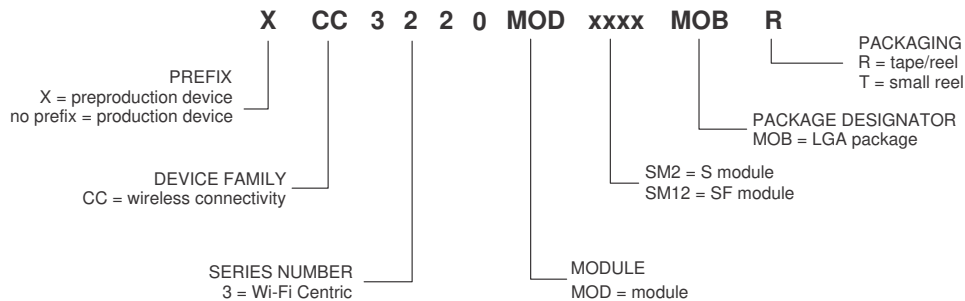 X CC 3 2 2 0 MOD xxxx MOB R
PREFIX
X = preproduction device
no prefix = production device
PACKAGING
R = tape/reel
T = small reel
PACKAGE DESIGNATOR
MOB = LGA package
DEVICE FAMILY
CC = wireless connectivity
SM2 = S module
SM12 = SF module
SERIES NUMBER
3 = Wi-Fi Centric
MODULE
MOD = module